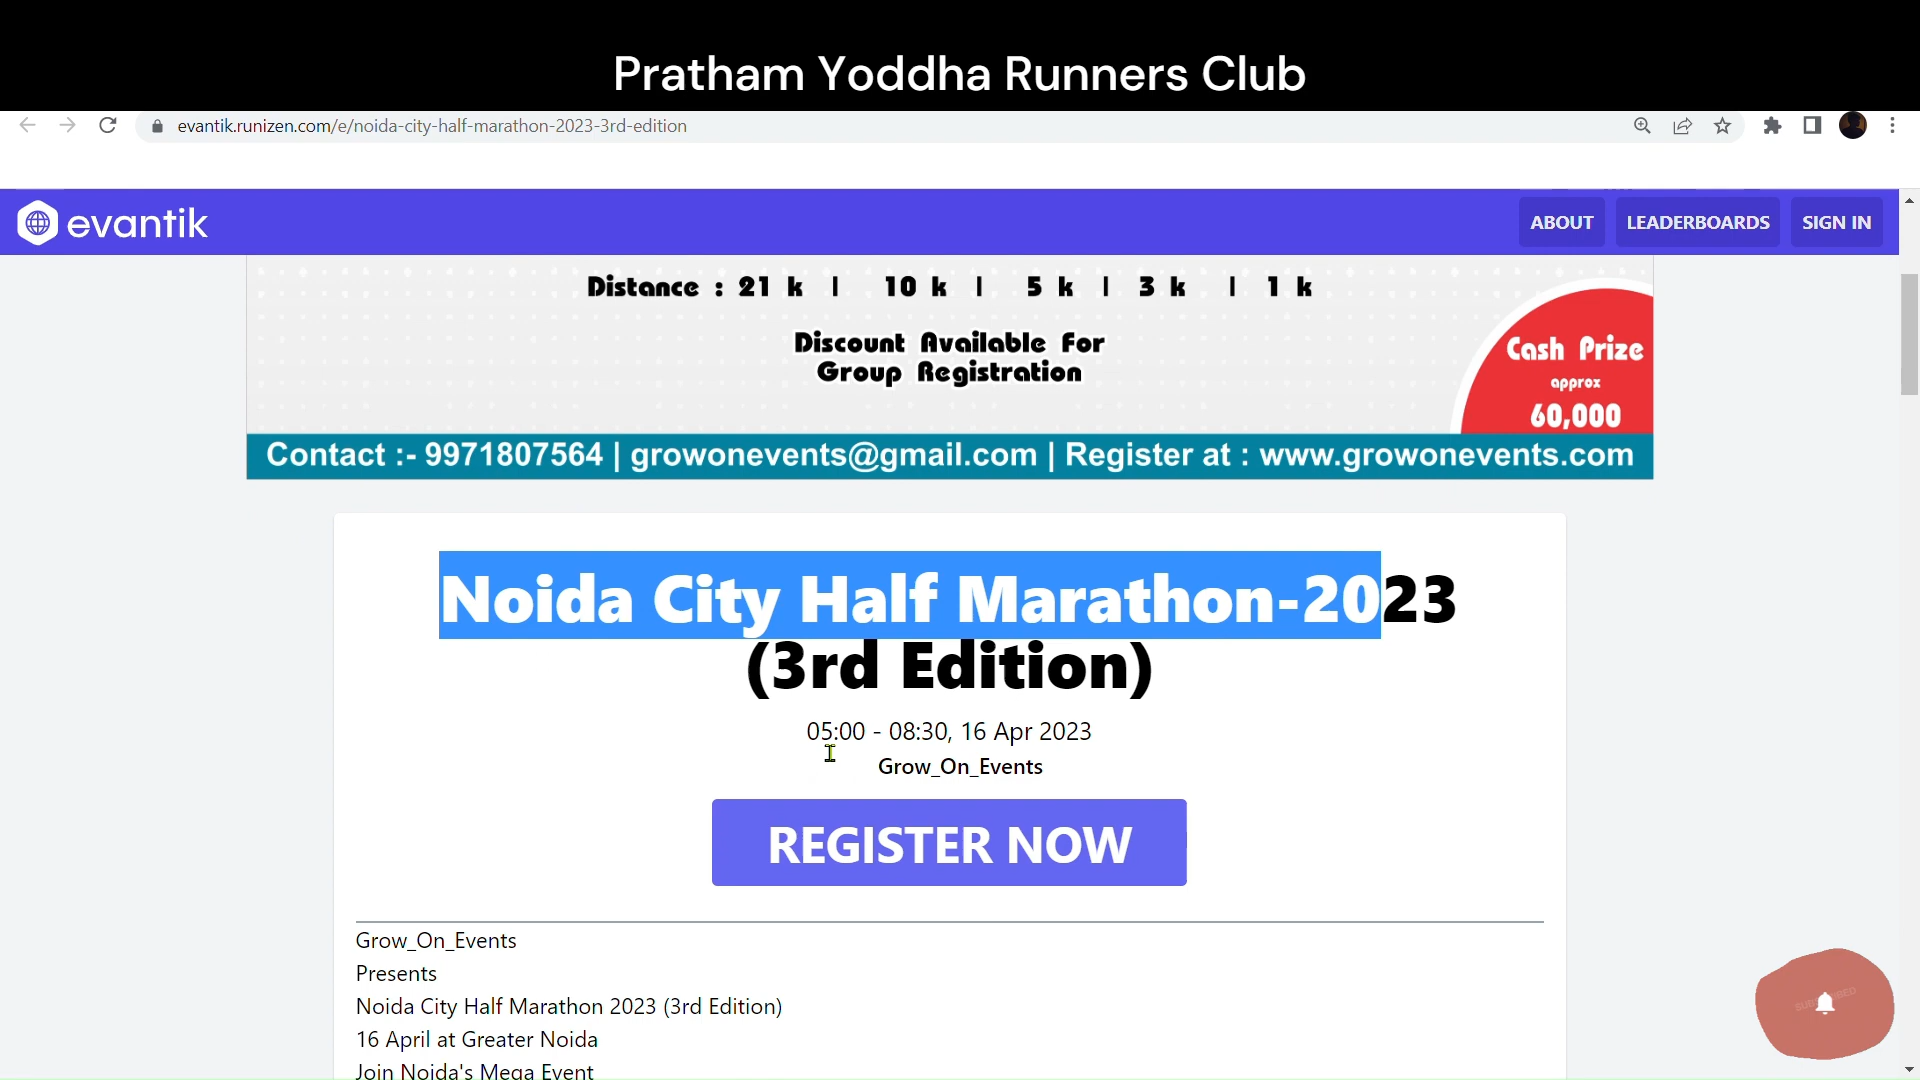 Pratham Yoddha Runners Club
evantik.runizen.com/e/noida-city-half-marathon-2023-3rd-edition
evantik
ABOUT
LEADERBOARDS
SIGN IN
Distance : 21 k | 10 k | 5 k | 3 k | 1 k
Discount Available For
Group Registration
Cash Prize
approx
60,000
Contact :- 9971807564 | growonevents@gmail.com | Register at : www.growonevents.com
Noida City Half Marathon-2023
(3rd Edition)
05:00 - 08:30, 16 Apr 2023
Grow_On_Events
REGISTER NOW
Grow_On_Events
Presents
Noida City Half Marathon 2023 (3rd Edition)
16 April at Greater Noida
Join Noida's Mega Event